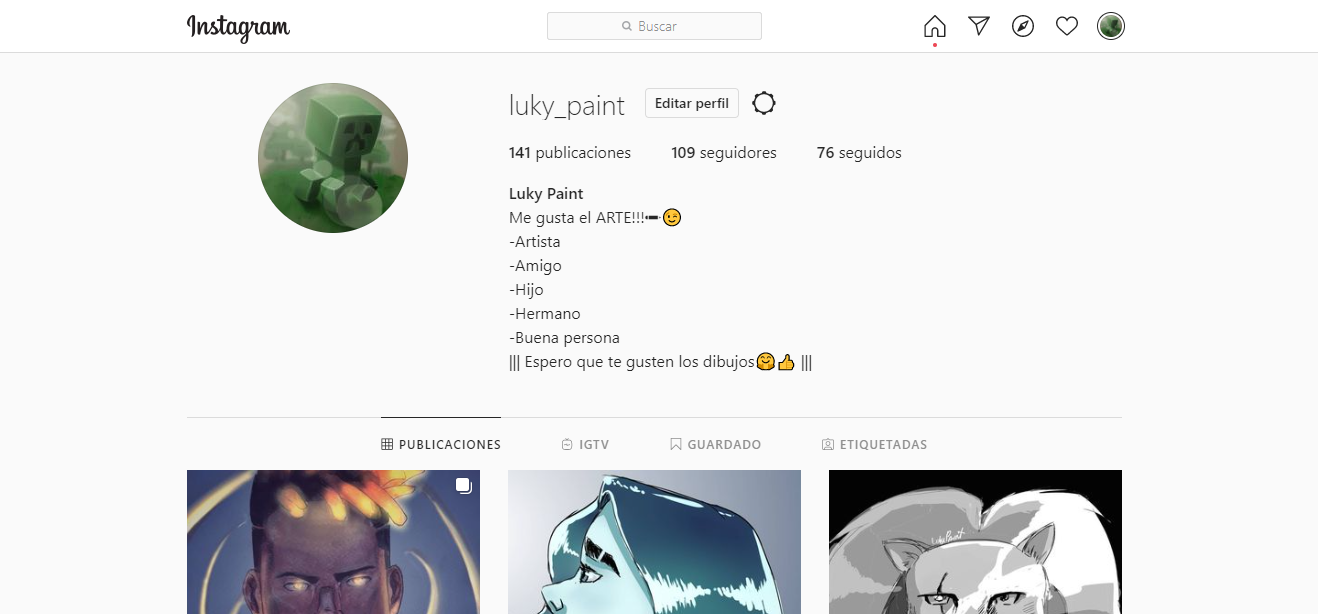 Instagram
Buscar
luky_paint Editar perfil
141 publicaciones 109 seguidores 76 seguidos
Luky Paint
Me gusta el ARTE!!!✒😉
-Artista
-Amigo
-Hijo
-Hermano
-Buena persona
||| Espero que te gusten los dibujos🤗👍 |||
PUBLICACIONES IGTV GUARDADO ETIQUETADAS
LukyPaint